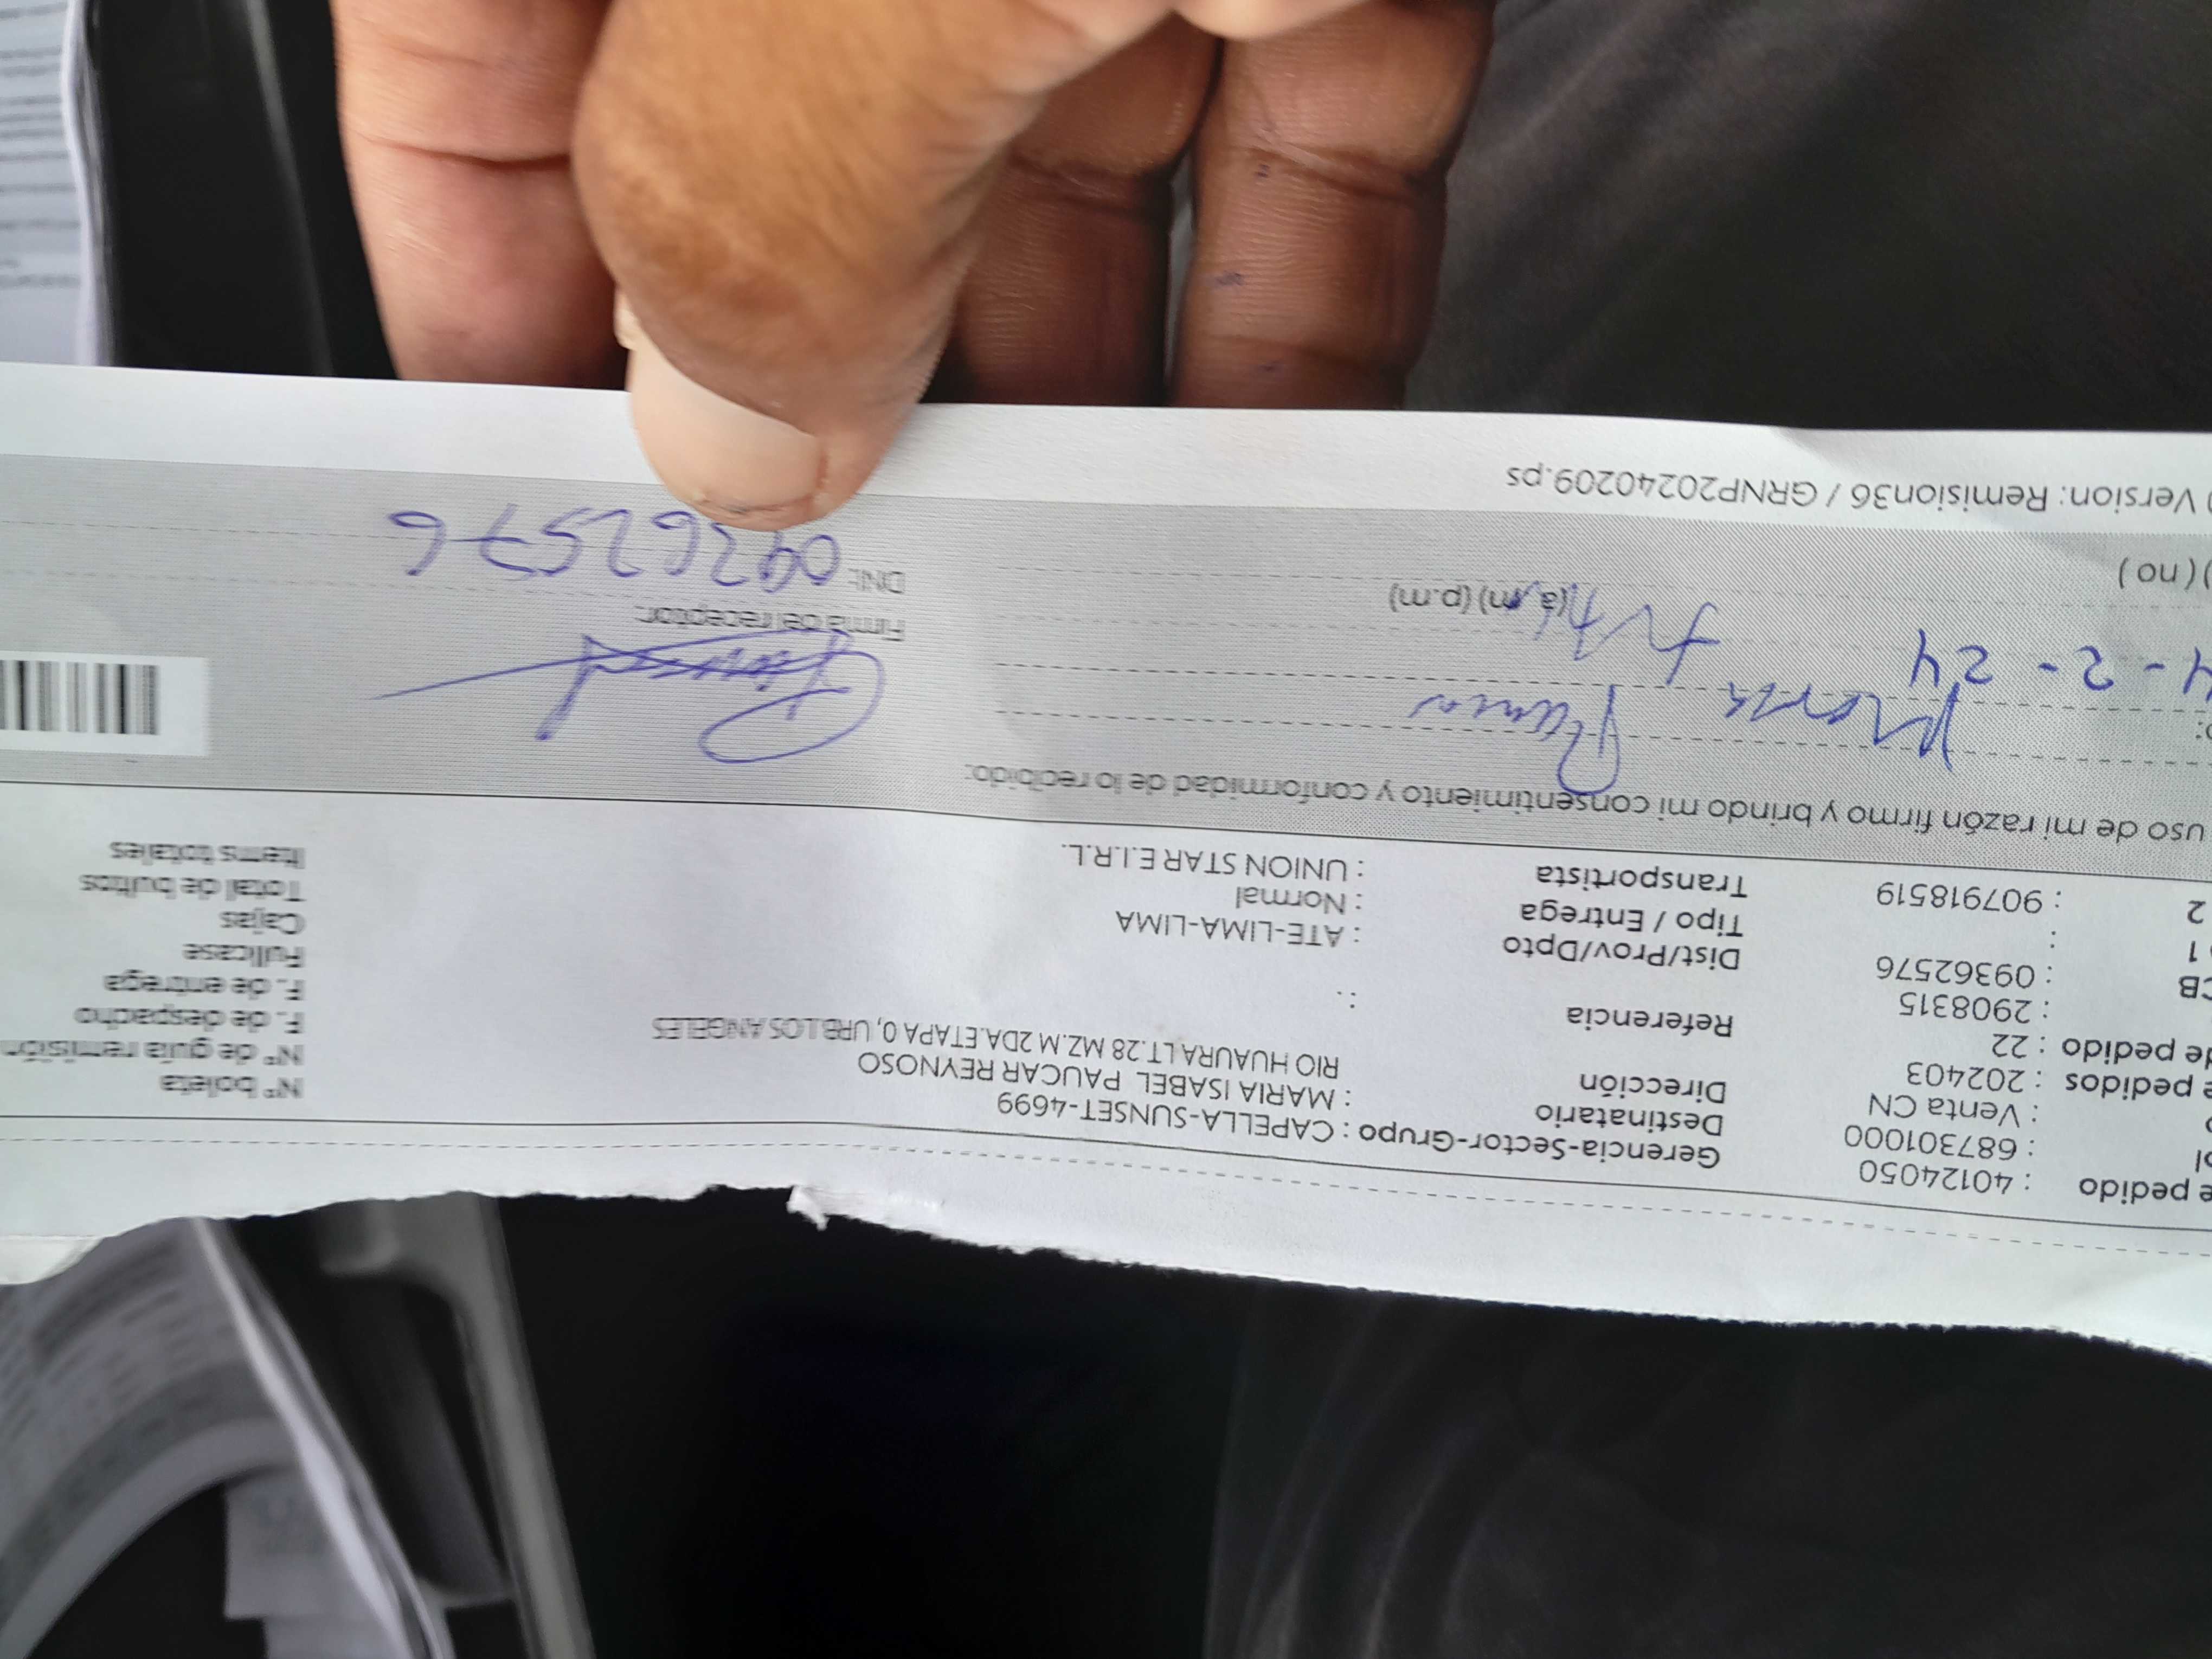 e pedido : 40124050 Gerencia-Sector-Grupo : CAPELLA-SUNSET-4699 N° boleta
: 687301000 Destinatario : MARIA ISABEL PAUCAR REYNOSO N° de guía remisión
: Venta CN Dirección RIO HUAURA LT.28 MZ.M 2DA.ETAPA 0, URB.LOS ANGELES F. de despacho
e pedidos : 202403 F. de entrega
de pedido : 22 Referencia : . Fullcase
: 2908315 Cajas
CB : 09362576 Dist/Prov/Dpto : ATE-LIMA-LIMA Total de bultos
1 : Tipo / Entrega : Normal Items totales
2 : 907918519 Transportista : UNION STAR E.I.R.L.
uso de mi razón firmo y brindo mi consentimiento y conformidad de lo recibido:
4 - 2 - 24
(a.m) (p.m)
Firma del receptor:
DNI: 09362576
) ( no )
Version: Remision36 / GRNP20240209.ps